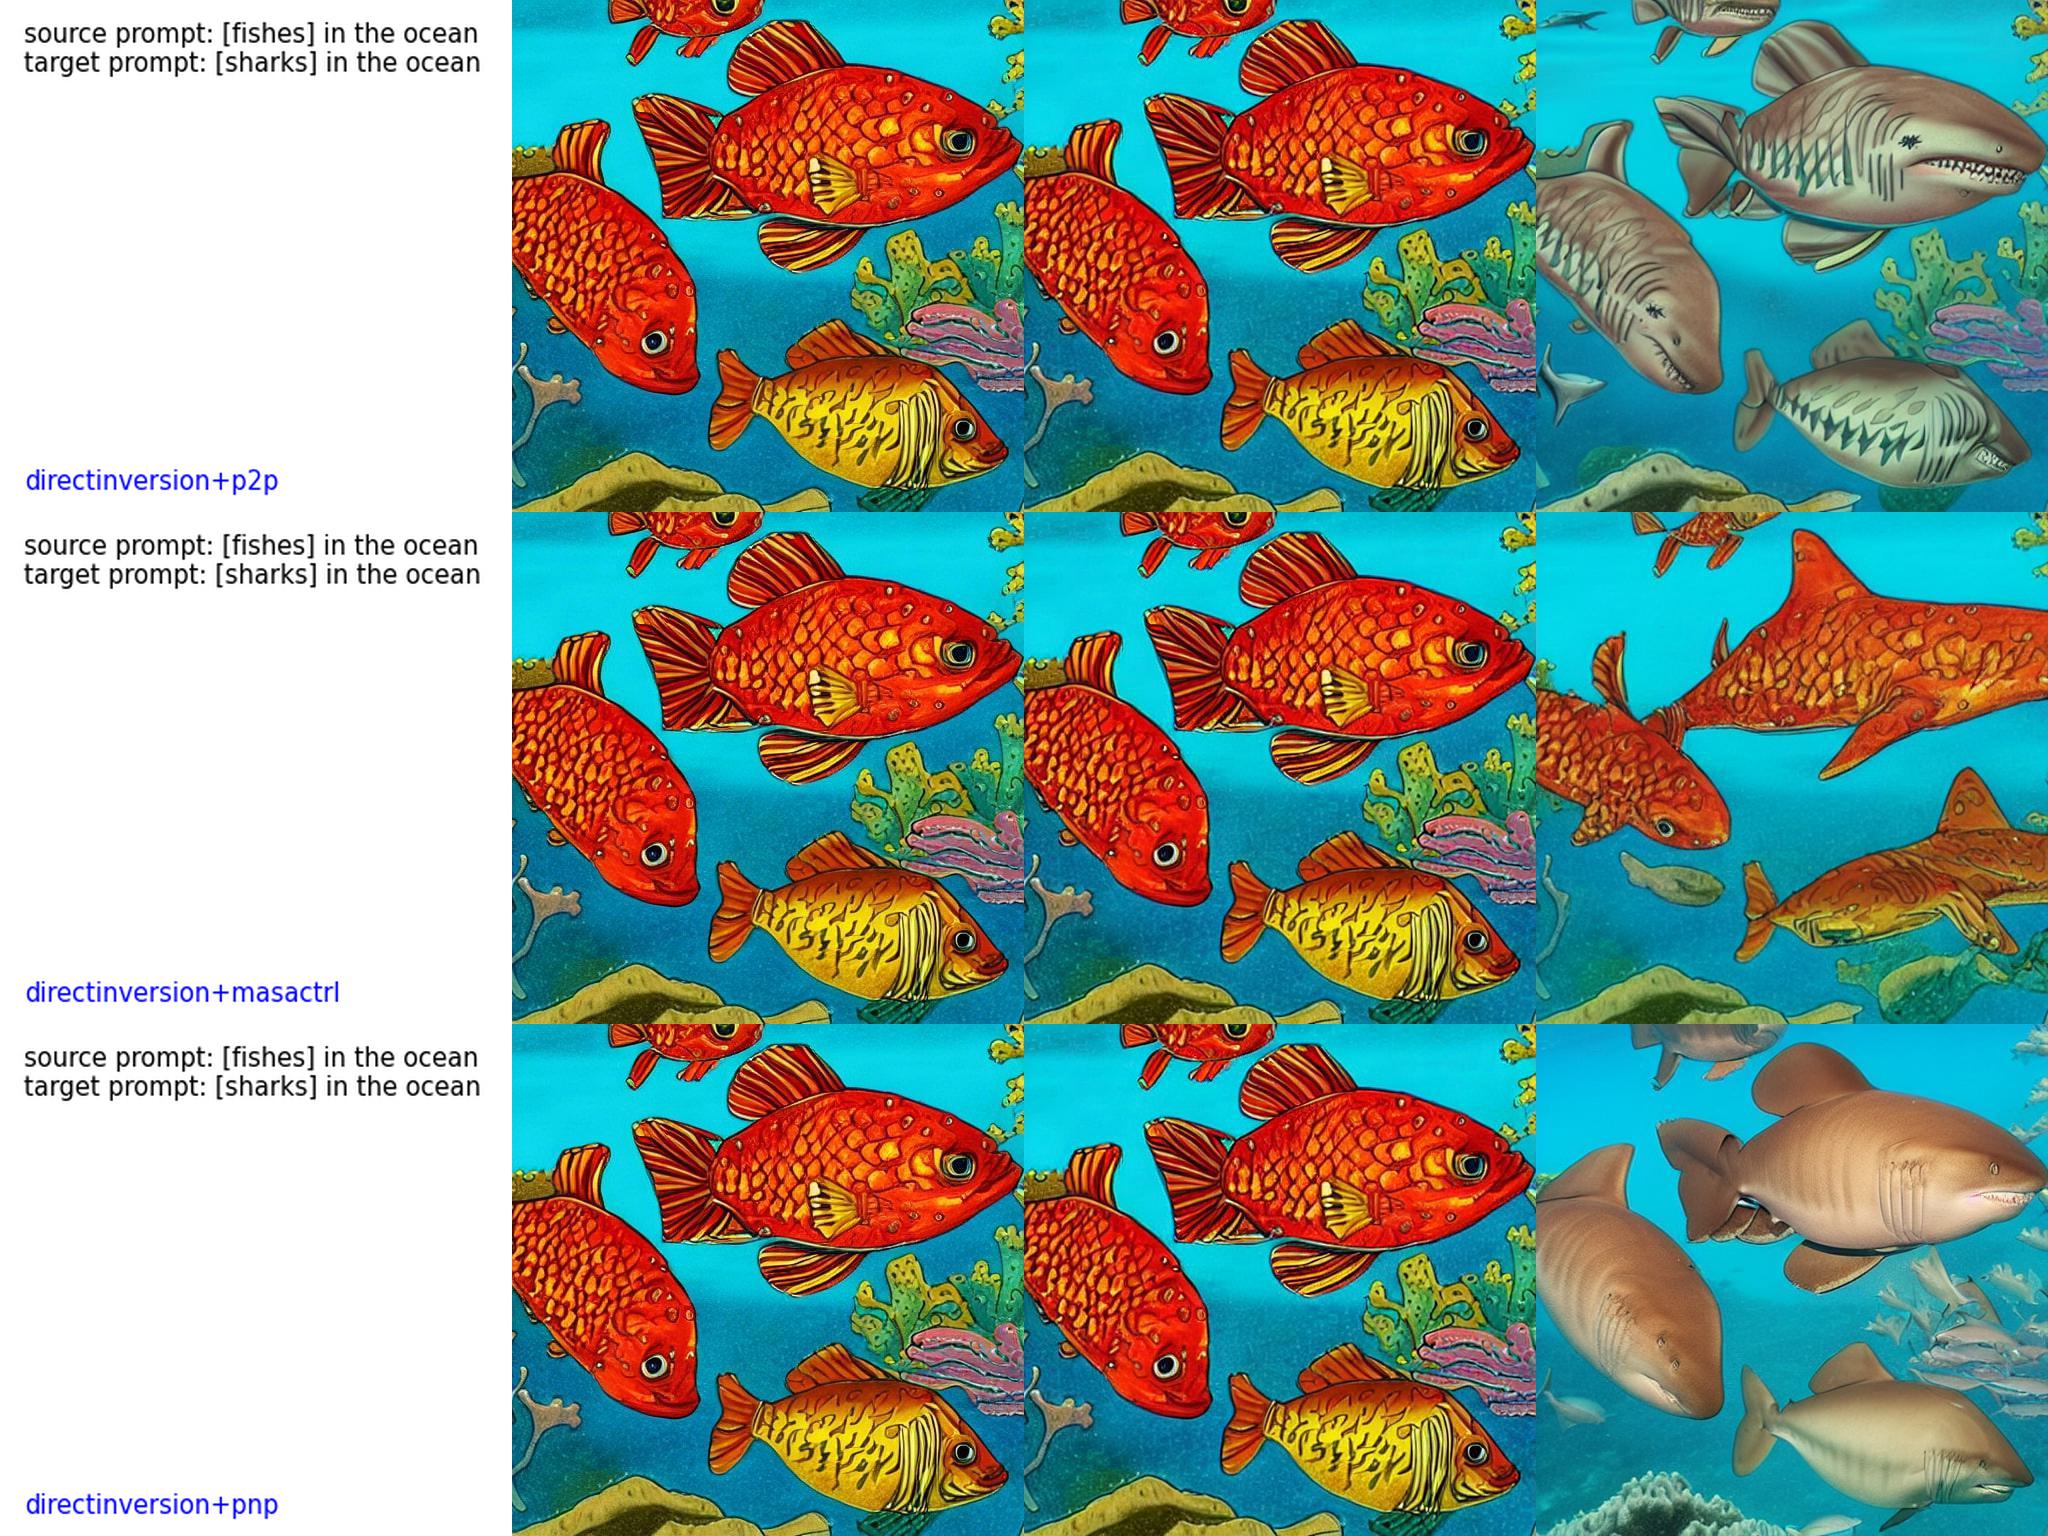 source prompt: [fishes] in the ocean
target prompt: [sharks] in the ocean
directinversion+p2p
source prompt: [fishes] in the ocean
target prompt: [sharks] in the ocean
directinversion+masactrl
source prompt: [fishes] in the ocean
target prompt: [sharks] in the ocean
directinversion+pnp